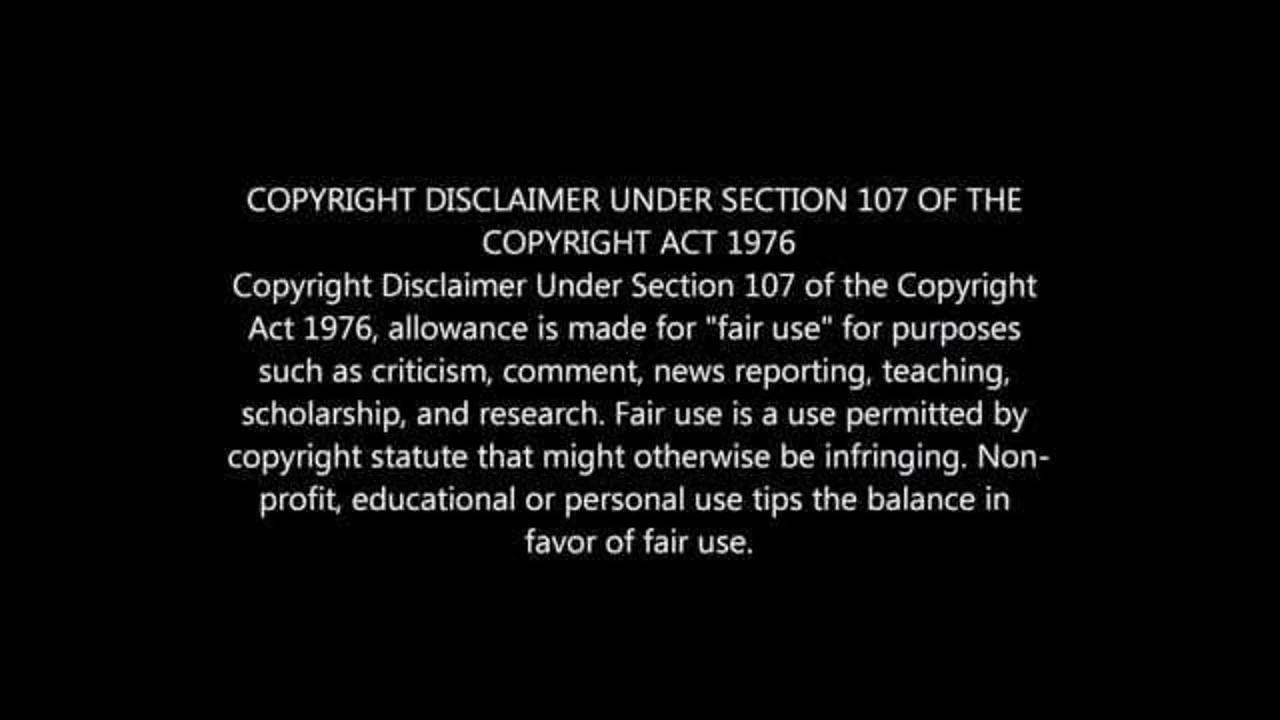 COPYRIGHT DISCLAIMER UNDER SECTION 107 OF THE
COPYRIGHT ACT 1976
Copyright Disclaimer Under Section 107 of the Copyright
Act 1976, allowance is made for "fair use" for purposes
such as criticism, comment, news reporting, teaching,
scholarship, and research. Fair use is a use permitted by
copyright statute that might otherwise be infringing. Non-
profit, educational or personal use tips the balance in
favor of fair use.